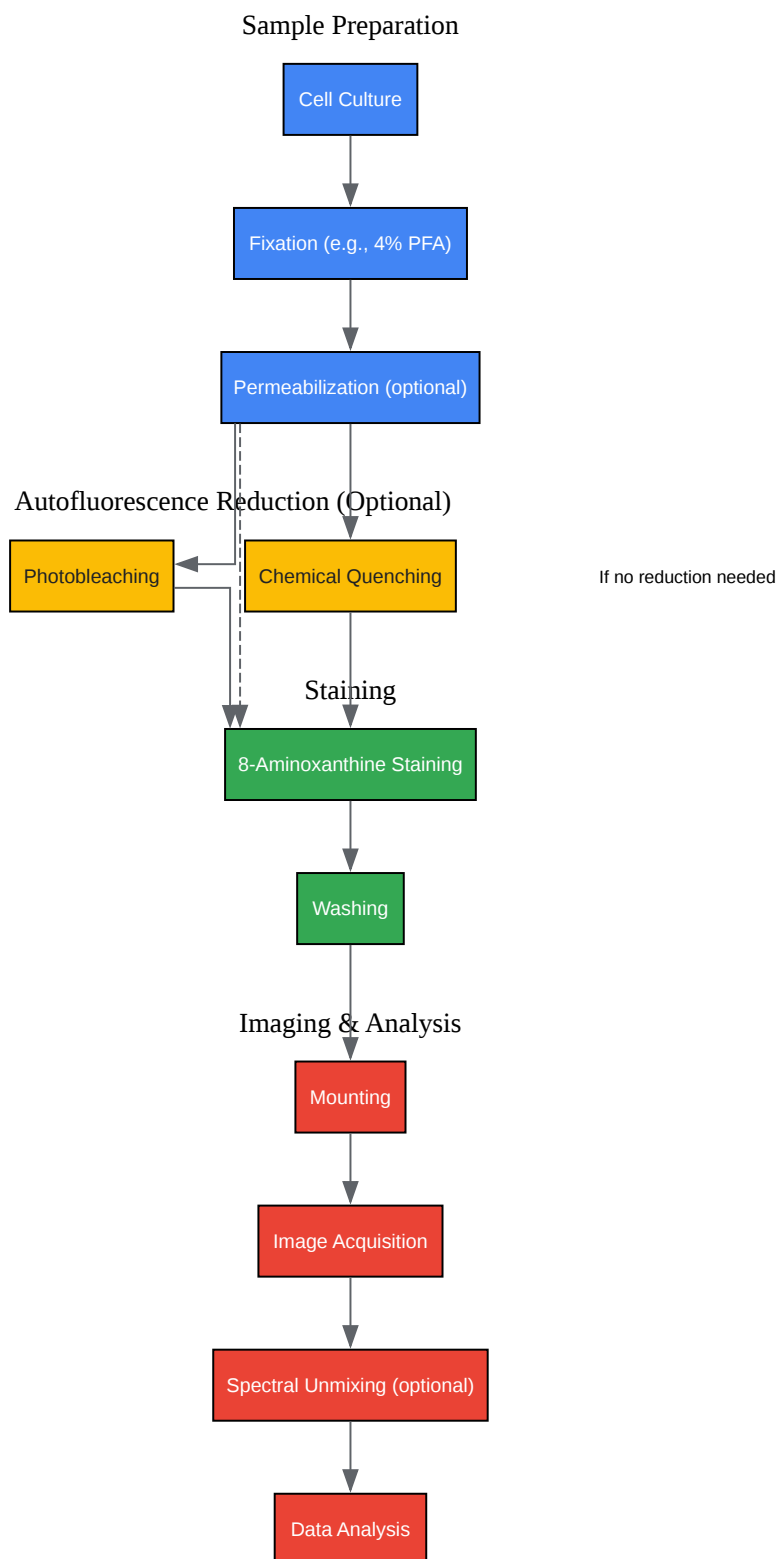 Sample Preparation
Cell Culture
Fixation (e.g., 4% PFA)
Permeabilization (optional)
Autofluorescence Reduction (Optional)
Photobleaching
Chemical Quenching
If no reduction needed
Staining
8-Aminoxanthine Staining
Washing
Imaging & Analysis
Mounting
Image Acquisition
Spectral Unmixing (optional)
Data Analysis